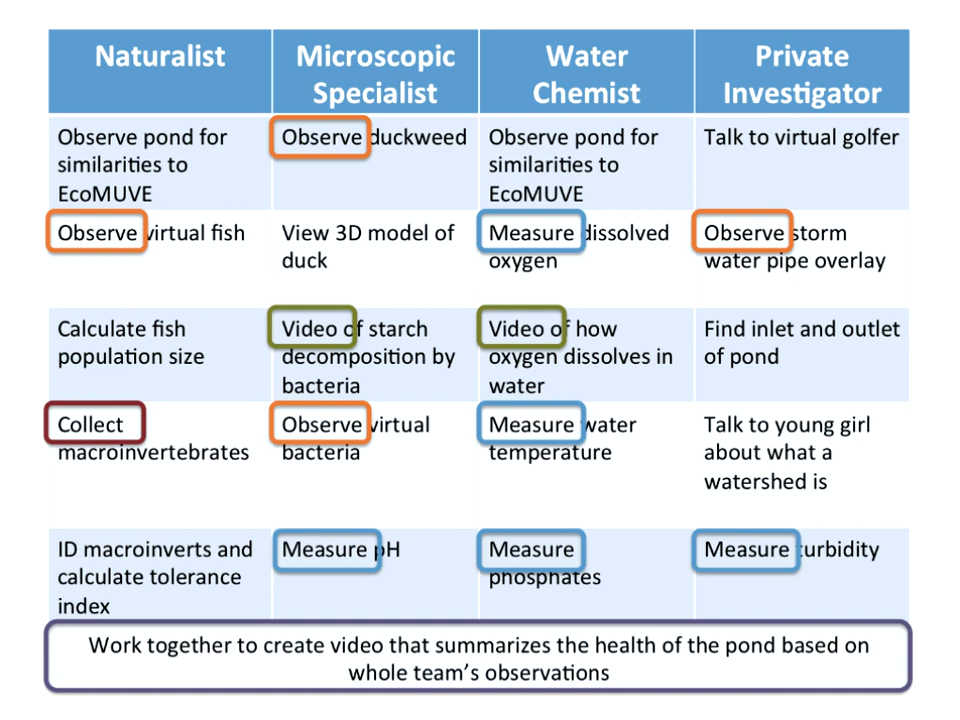 Naturalist
Microscopic
Specialist
Water
Chemist
Private
Investigator
Observe pond for
similarities to
EcoMUVE
Observe duckweed
Observe pond for
similarities to
EcoMUVE
Talk to virtual golfer
Observe virtual fish
View 3D model of
duck
Measure dissolved
oxygen
Observe storm
water pipe overlay
Calculate fish
population size
Video of starch
decomposition by
bacteria
Video of how
oxygen dissolves in
water
Find inlet and outlet
of pond
Collect
macroinvertebrates
Observe virtual
bacteria
Measure water
temperature
Talk to young girl
about what a
watershed is
ID macroinverts and
calculate tolerance
index
Measure pH
Measure
phosphates
Measure turbidity
Work together to create video that summarizes the health of the pond based on
whole team's observations